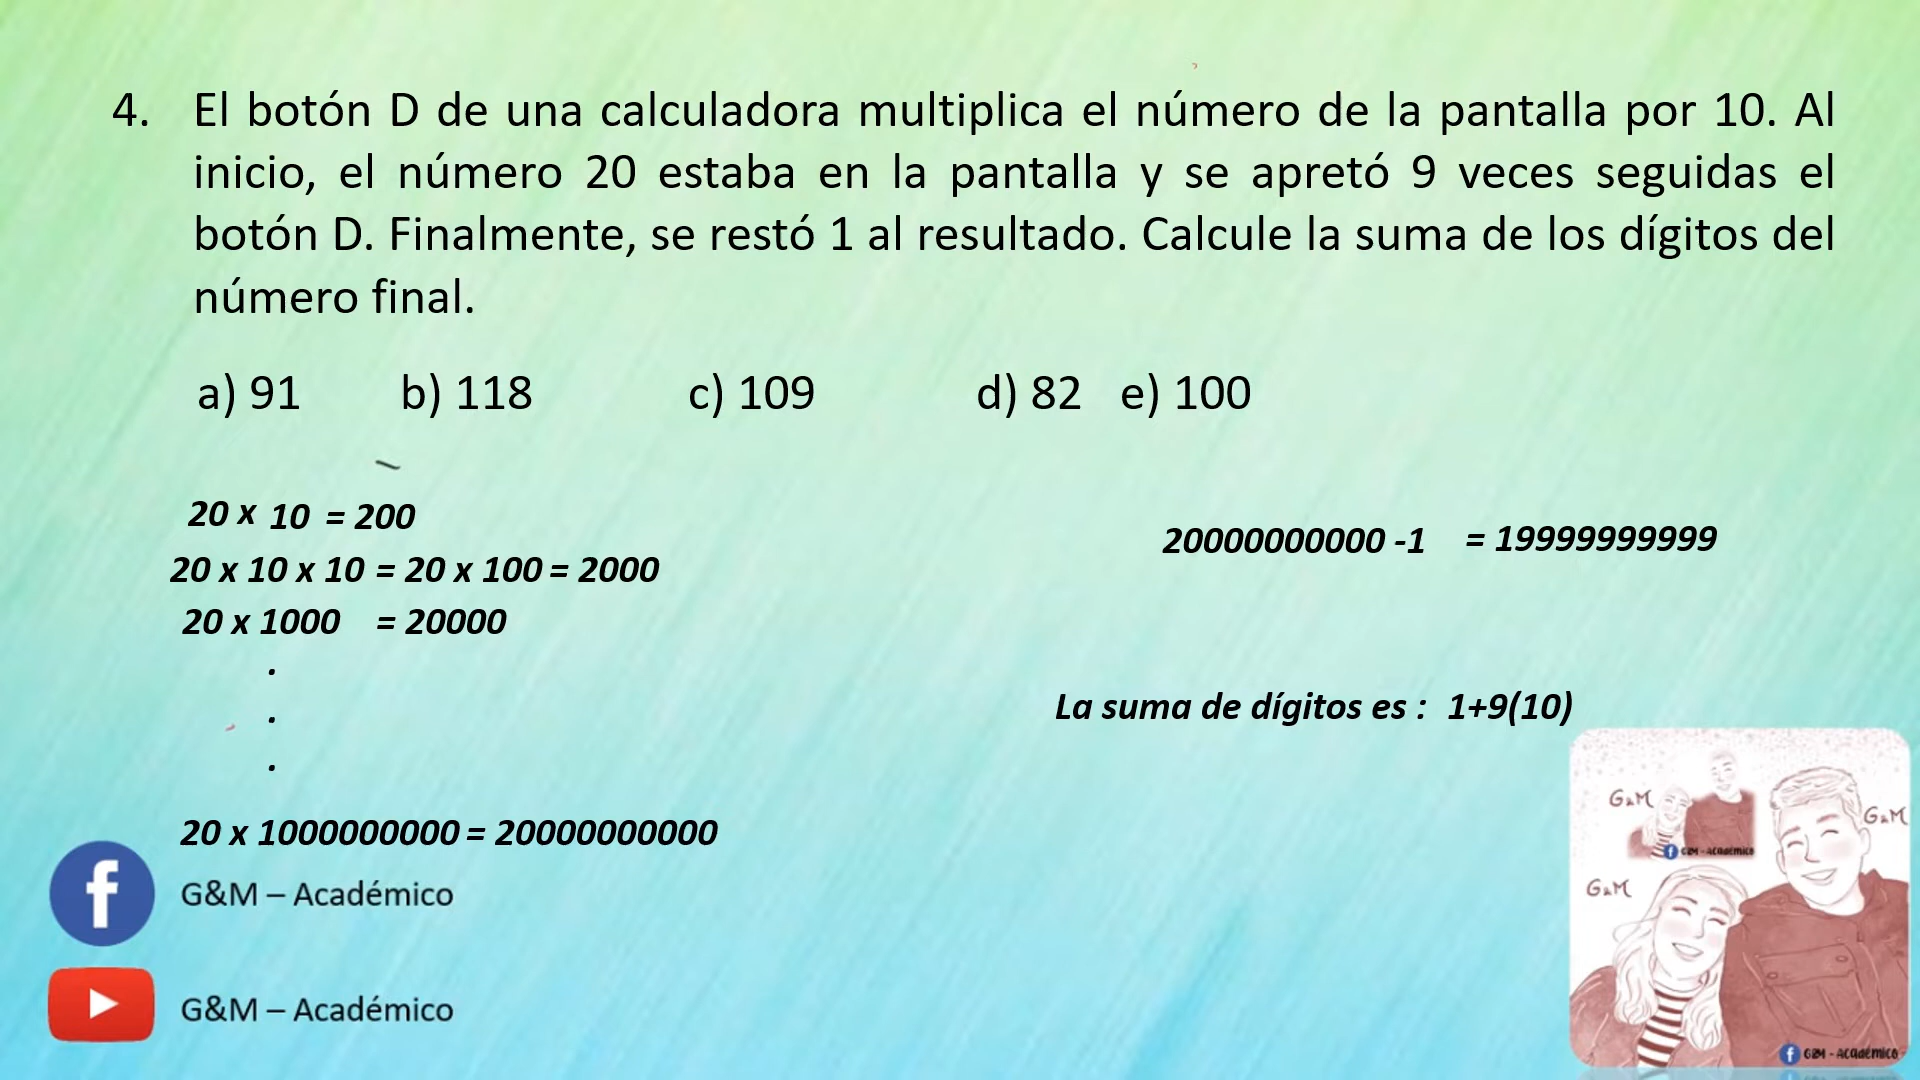 4. El botón D de una calculadora multiplica el número de la pantalla por 10. Al
inicio, el número 20 estaba en la pantalla y se apretó 9 veces seguidas el
botón D. Finalmente, se restó 1 al resultado. Calcule la suma de los dígitos del
número final.
a) 91 b) 118 c) 109 d) 82 e) 100
20 x 10 = 200
20 x 10 x 10 = 20 x 100 = 2000
20 x 1000 = 20000
.
.
.
20 x 1000000000 = 20000000000
20000000000 -1 = 19999999999
La suma de dígitos es : 1+9(10)
f G&M – Académico
G&M – Académico
G&M
G&M
f G&M - Académico
G&M
f G&M - Académico